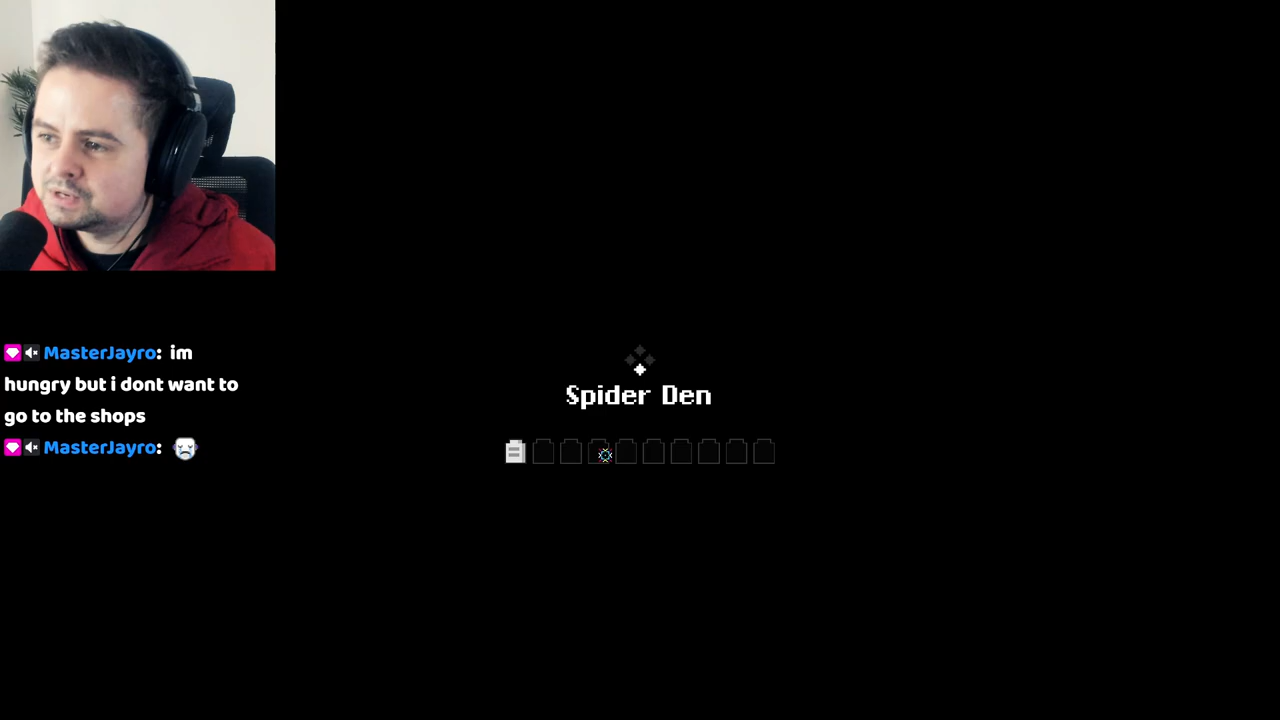 MasterJayro: im
hungry but i dont want to
go to the shops
MasterJayro:
Spider Den